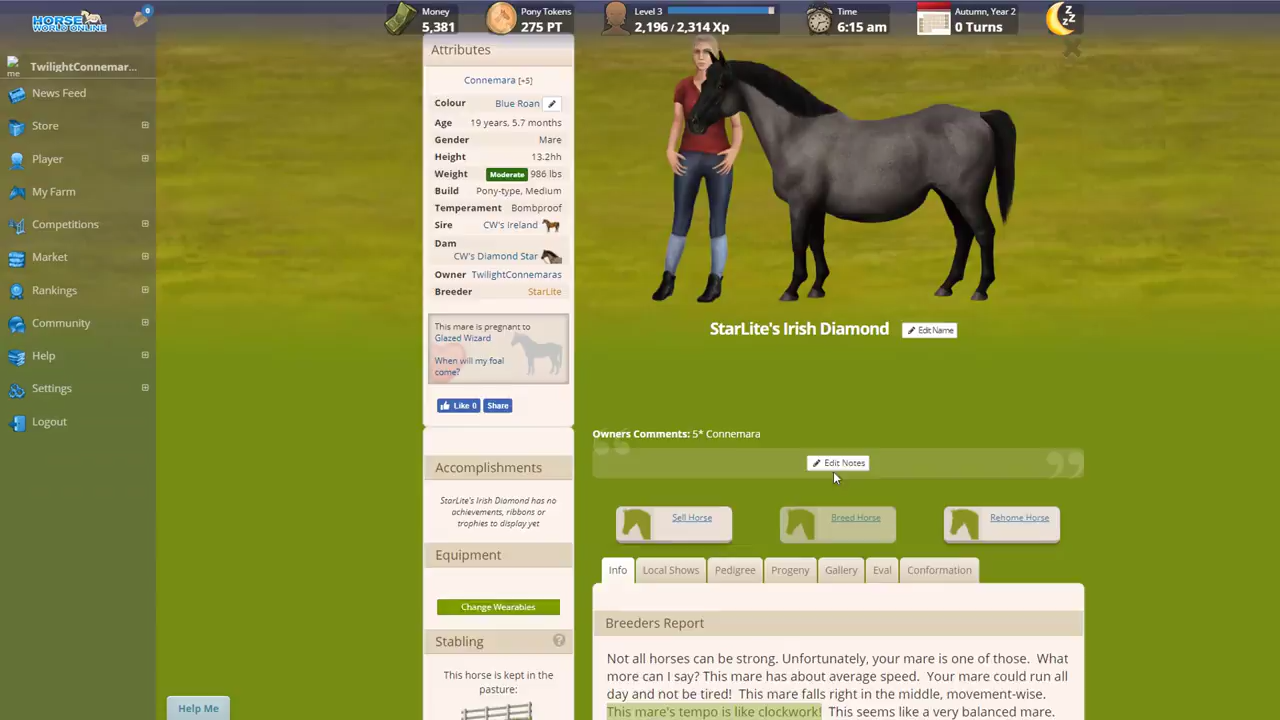 HORSE
WORLD ONLINE
0
Money
5,381
Pony Tokens
275 PT
Level 3
2,196 / 2,314 Xp
Time
6:15 am
Autumn, Year 2
0 Turns
Z Z Z
me
TwilightConnemar...
News Feed
Store
Player
My Farm
Competitions
Market
Rankings
Community
Help
Settings
Logout
Help Me
Attributes
Connemara [+5]
Colour Blue Roan
Age 19 years, 5.7 months
Gender Mare
Height 13.2hh
Weight Moderate 986 lbs
Build Pony-type, Medium
Temperament Bombproof
Sire CW's ireland
Dam
CW's Diamond Star
Owner TwilightConnemaras
Breeder StarLite
This mare is pregnant to
Glazed Wizard
When will my foal
come?
Like 0 Share
Accomplishments
StarLite's Irish Diamond has no
achievements, ribbons or
trophies to display yet
Equipment
Change Wearables
Stabling ?
This horse is kept in the
pasture:
StarLite's Irish Diamond Edit Name
Owners Comments: 5* Connemara
Edit Notes
Sell Horse Breed Horse Rehome Horse
Info Local Shows Pedigree Progeny Gallery Eval Conformation
Breeders Report
Not all horses can be strong. Unfortunately, your mare is one of those. What
more can I say? This mare has about average speed. Your mare could run all
day and not be tired! This mare falls right in the middle, movement-wise.
This mare's tempo is like clockwork! This seems like a very balanced mare.